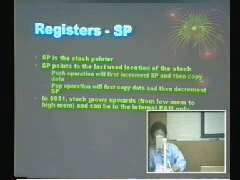 Registers - SP
SP is the stack pointer
SP points to the last used location of the stack
Push operation will first increment SP and then copy
data
Pop operation will first copy data and then decrement
SP
In 8051, stack grows upwards (from low mem to
high mem) and can be in the internal RAM only